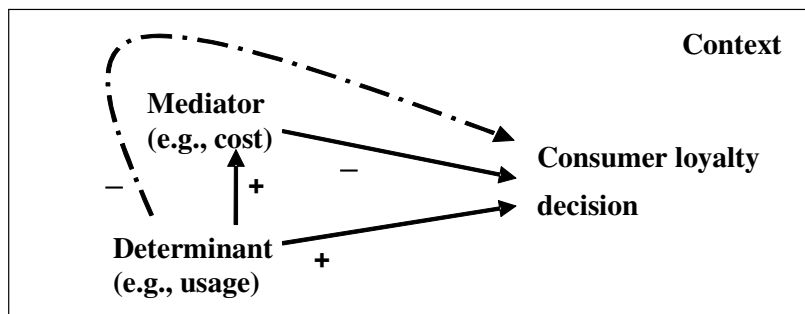 Context
Mediator
(e.g., cost)
Consumer loyalty
decision
–
–
+
Determinant
(e.g., usage)
+